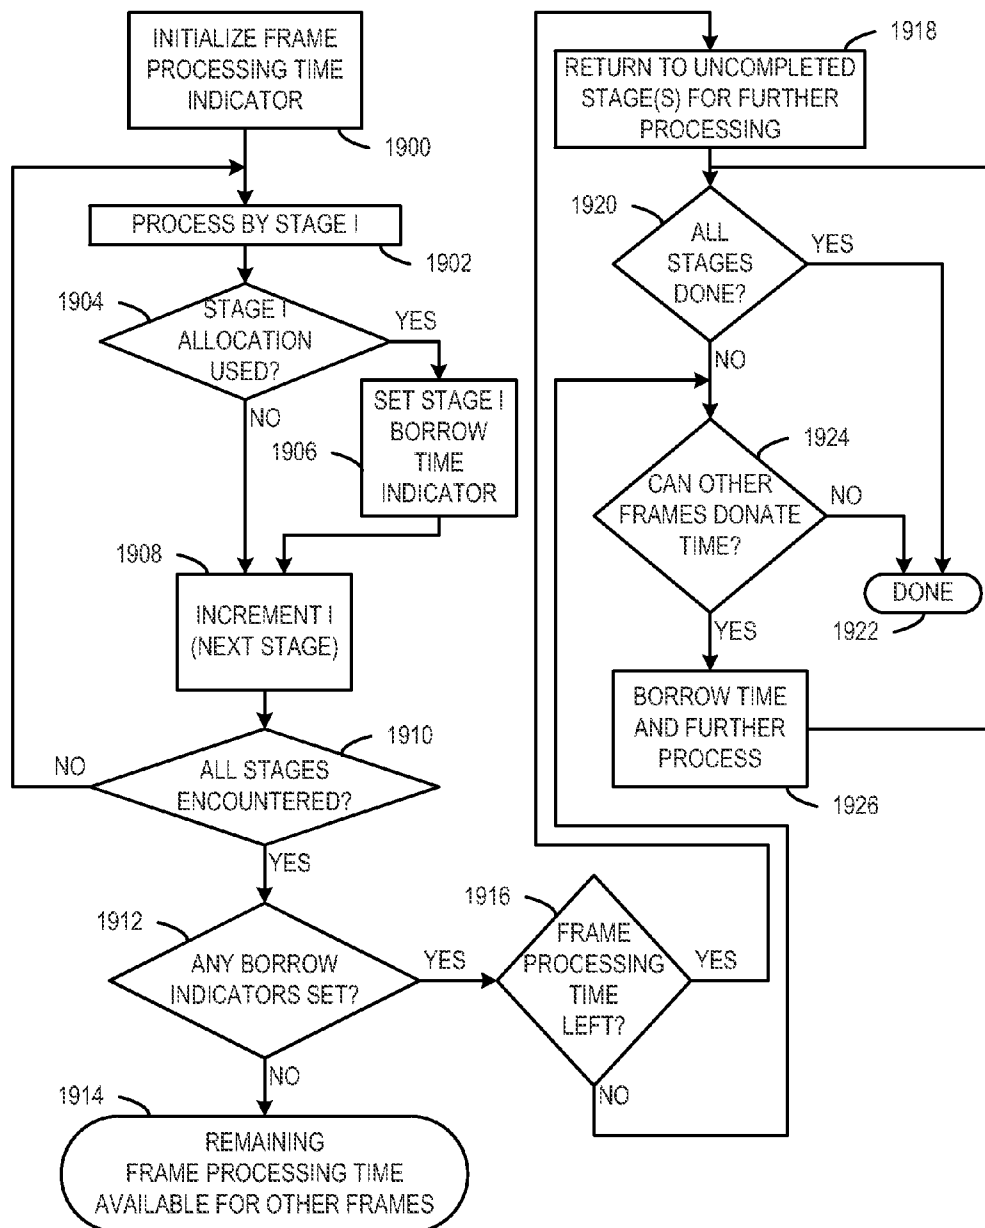 INITIALIZE FRAME
PROCESSING TIME
INDICATOR
1900
PROCESS BY STAGE I
1902
1904
STAGE I
ALLOCATION
USED?
YES
NO
SET STAGE I
BORROW
TIME
INDICATOR
1906
1908
INCREMENT I
(NEXT STAGE)
1910
ALL STAGES
ENCOUNTERED?
NO
YES
1912
ANY BORROW
INDICATORS SET?
YES
NO
1914
REMAINING
FRAME PROCESSING TIME
AVAILABLE FOR OTHER FRAMES
1916
FRAME
PROCESSING
TIME
LEFT?
YES
NO
1918
RETURN TO UNCOMPLETED
STAGE(S) FOR FURTHER
PROCESSING
1920
ALL
STAGES
DONE?
YES
NO
1924
CAN OTHER
FRAMES DONATE
TIME?
NO
YES
DONE
1922
BORROW TIME
AND FURTHER
PROCESS
1926